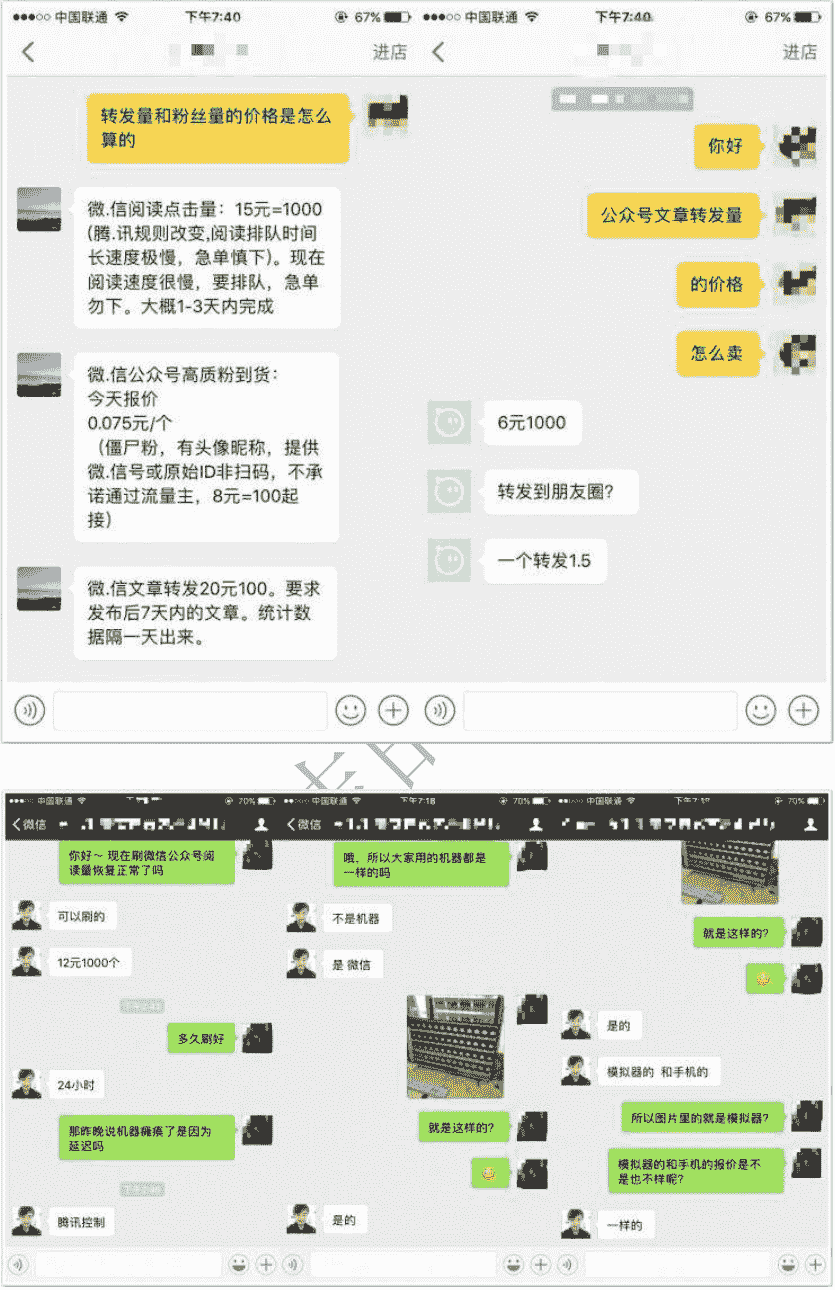 中国联通
下午7:40
67%
进店
转发量和粉丝量的价格是怎么
算的
微.信阅读点击量：15元=1000
(腾.讯规则改变,阅读排队时间
长速度极慢，急单慎下)。现在
阅读速度很慢，要排队，急单
勿下。大概1-3天内完成
微.信公众号高质粉到货：
今天报价
0.075元/个
（僵尸粉，有头像昵称，提供
微.信号或原始ID非扫码，不承
诺通过流量主，8元=100起
接）
微.信文章转发20元100。要求
发布后7天内的文章。统计数
据隔一天出来。
中国联通
下午7:40
67%
进店
你好
公众号文章转发量
的价格
怎么卖
6元1000
转发到朋友圈？
一个转发1.5
中国联通
70%
微信
你好～ 现在刷微信公众号阅
读量恢复正常了吗
可以刷的
12元1000个
多久刷好
24小时
那昨晚说机器瘫痪了是因为
延迟吗
腾讯控制
中国联通
下午7:18
70%
微信
哦，所以大家用的机器都是
一样的吗
不是机器
是 微信
就是这样的？
是的
中国联通
70%
就是这样的？
是的
模拟器的 和手机的
所以图片里的就是模拟器？
模拟器的和手机的报价是不
是也不样呢？
一样的